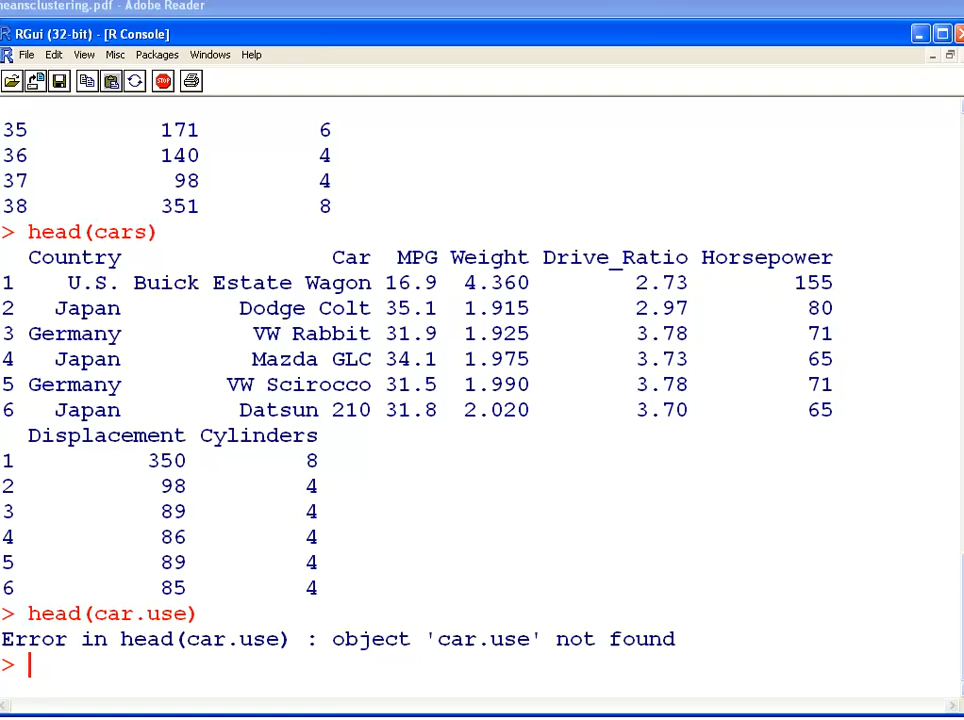 eansclustering.pdf - Adobe Reader
RGui (32-bit) - [R Console]
File Edit View Misc Packages Windows Help
STOP
35 171 6
36 140 4
37 98 4
38 351 8
> head(cars)
Country Car MPG Weight Drive_Ratio Horsepower
1 U.S. Buick Estate Wagon 16.9 4.360 2.73 155
2 Japan Dodge Colt 35.1 1.915 2.97 80
3 Germany VW Rabbit 31.9 1.925 3.78 71
4 Japan Mazda GLC 34.1 1.975 3.73 65
5 Germany VW Scirocco 31.5 1.990 3.78 71
6 Japan Datsun 210 31.8 2.020 3.70 65
Displacement Cylinders
1 350 8
2 98 4
3 89 4
4 86 4
5 89 4
6 85 4
> head(car.use)
Error in head(car.use) : object 'car.use' not found
>